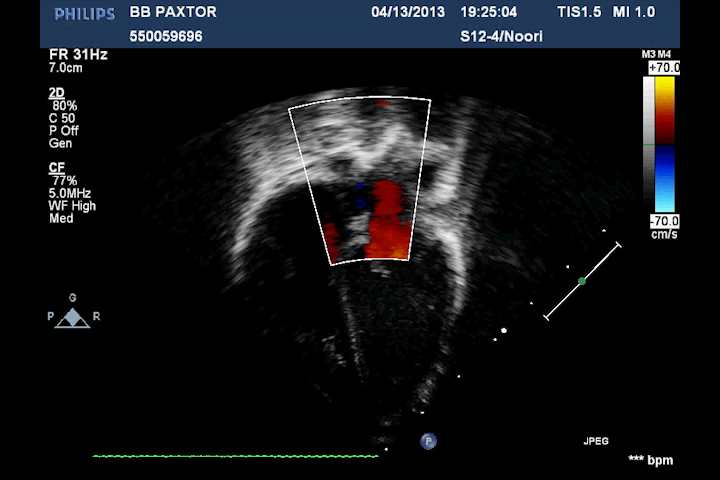 PHILIPS BB PAXTOR 04/13/2013 19:25:04 TIS1.5 MI 1.0
550059696 S12-4/Noori
FR 31Hz
7.0cm
2D
80%
C 50
P Off
Gen
CF
77%
5.0MHz
WF High
Med
M3 M4
+70.0
-70.0
cm/s
G
P R
P
JPEG
*** bpm